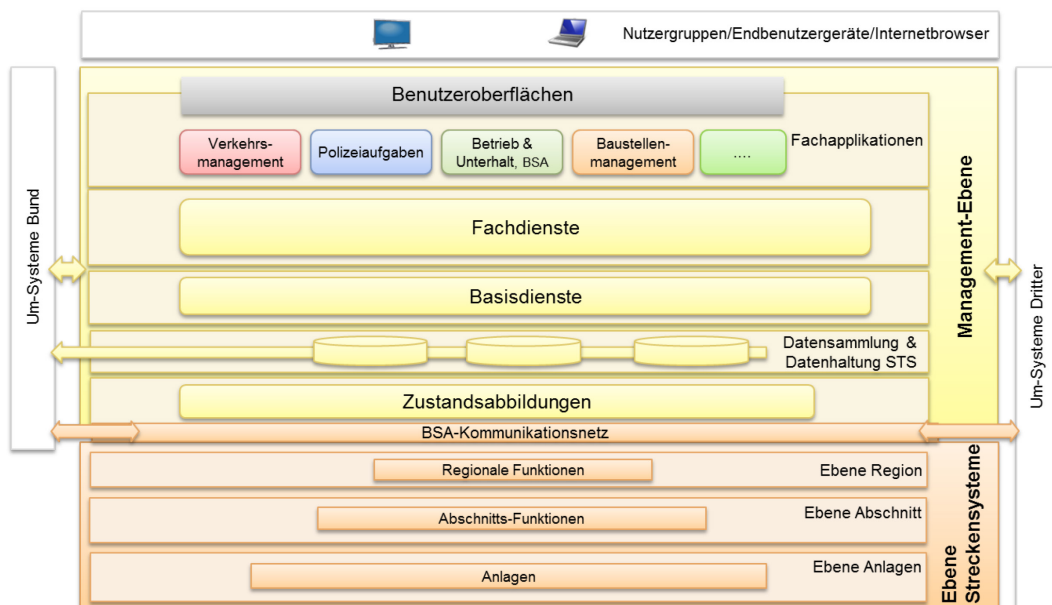 Nutzergruppen/Endbenutzergeräte/Internetbrowser
Um-Systeme Bund
Benutzeroberflächen
Verkehrs-
management
Polizeiaufgaben
Betrieb &
Unterhalt, BSA
Baustellen-
management
....
Fachapplikationen
Fachdienste
Basisdienste
Datensammlung &
Datenhaltung STS
Zustandsabbildungen
Management-Ebene
Um-Systeme Dritter
BSA-Kommunikationsnetz
Regionale Funktionen
Ebene Region
Abschnitts-Funktionen
Ebene Abschnitt
Anlagen
Ebene Anlagen
Ebene
Streckensysteme